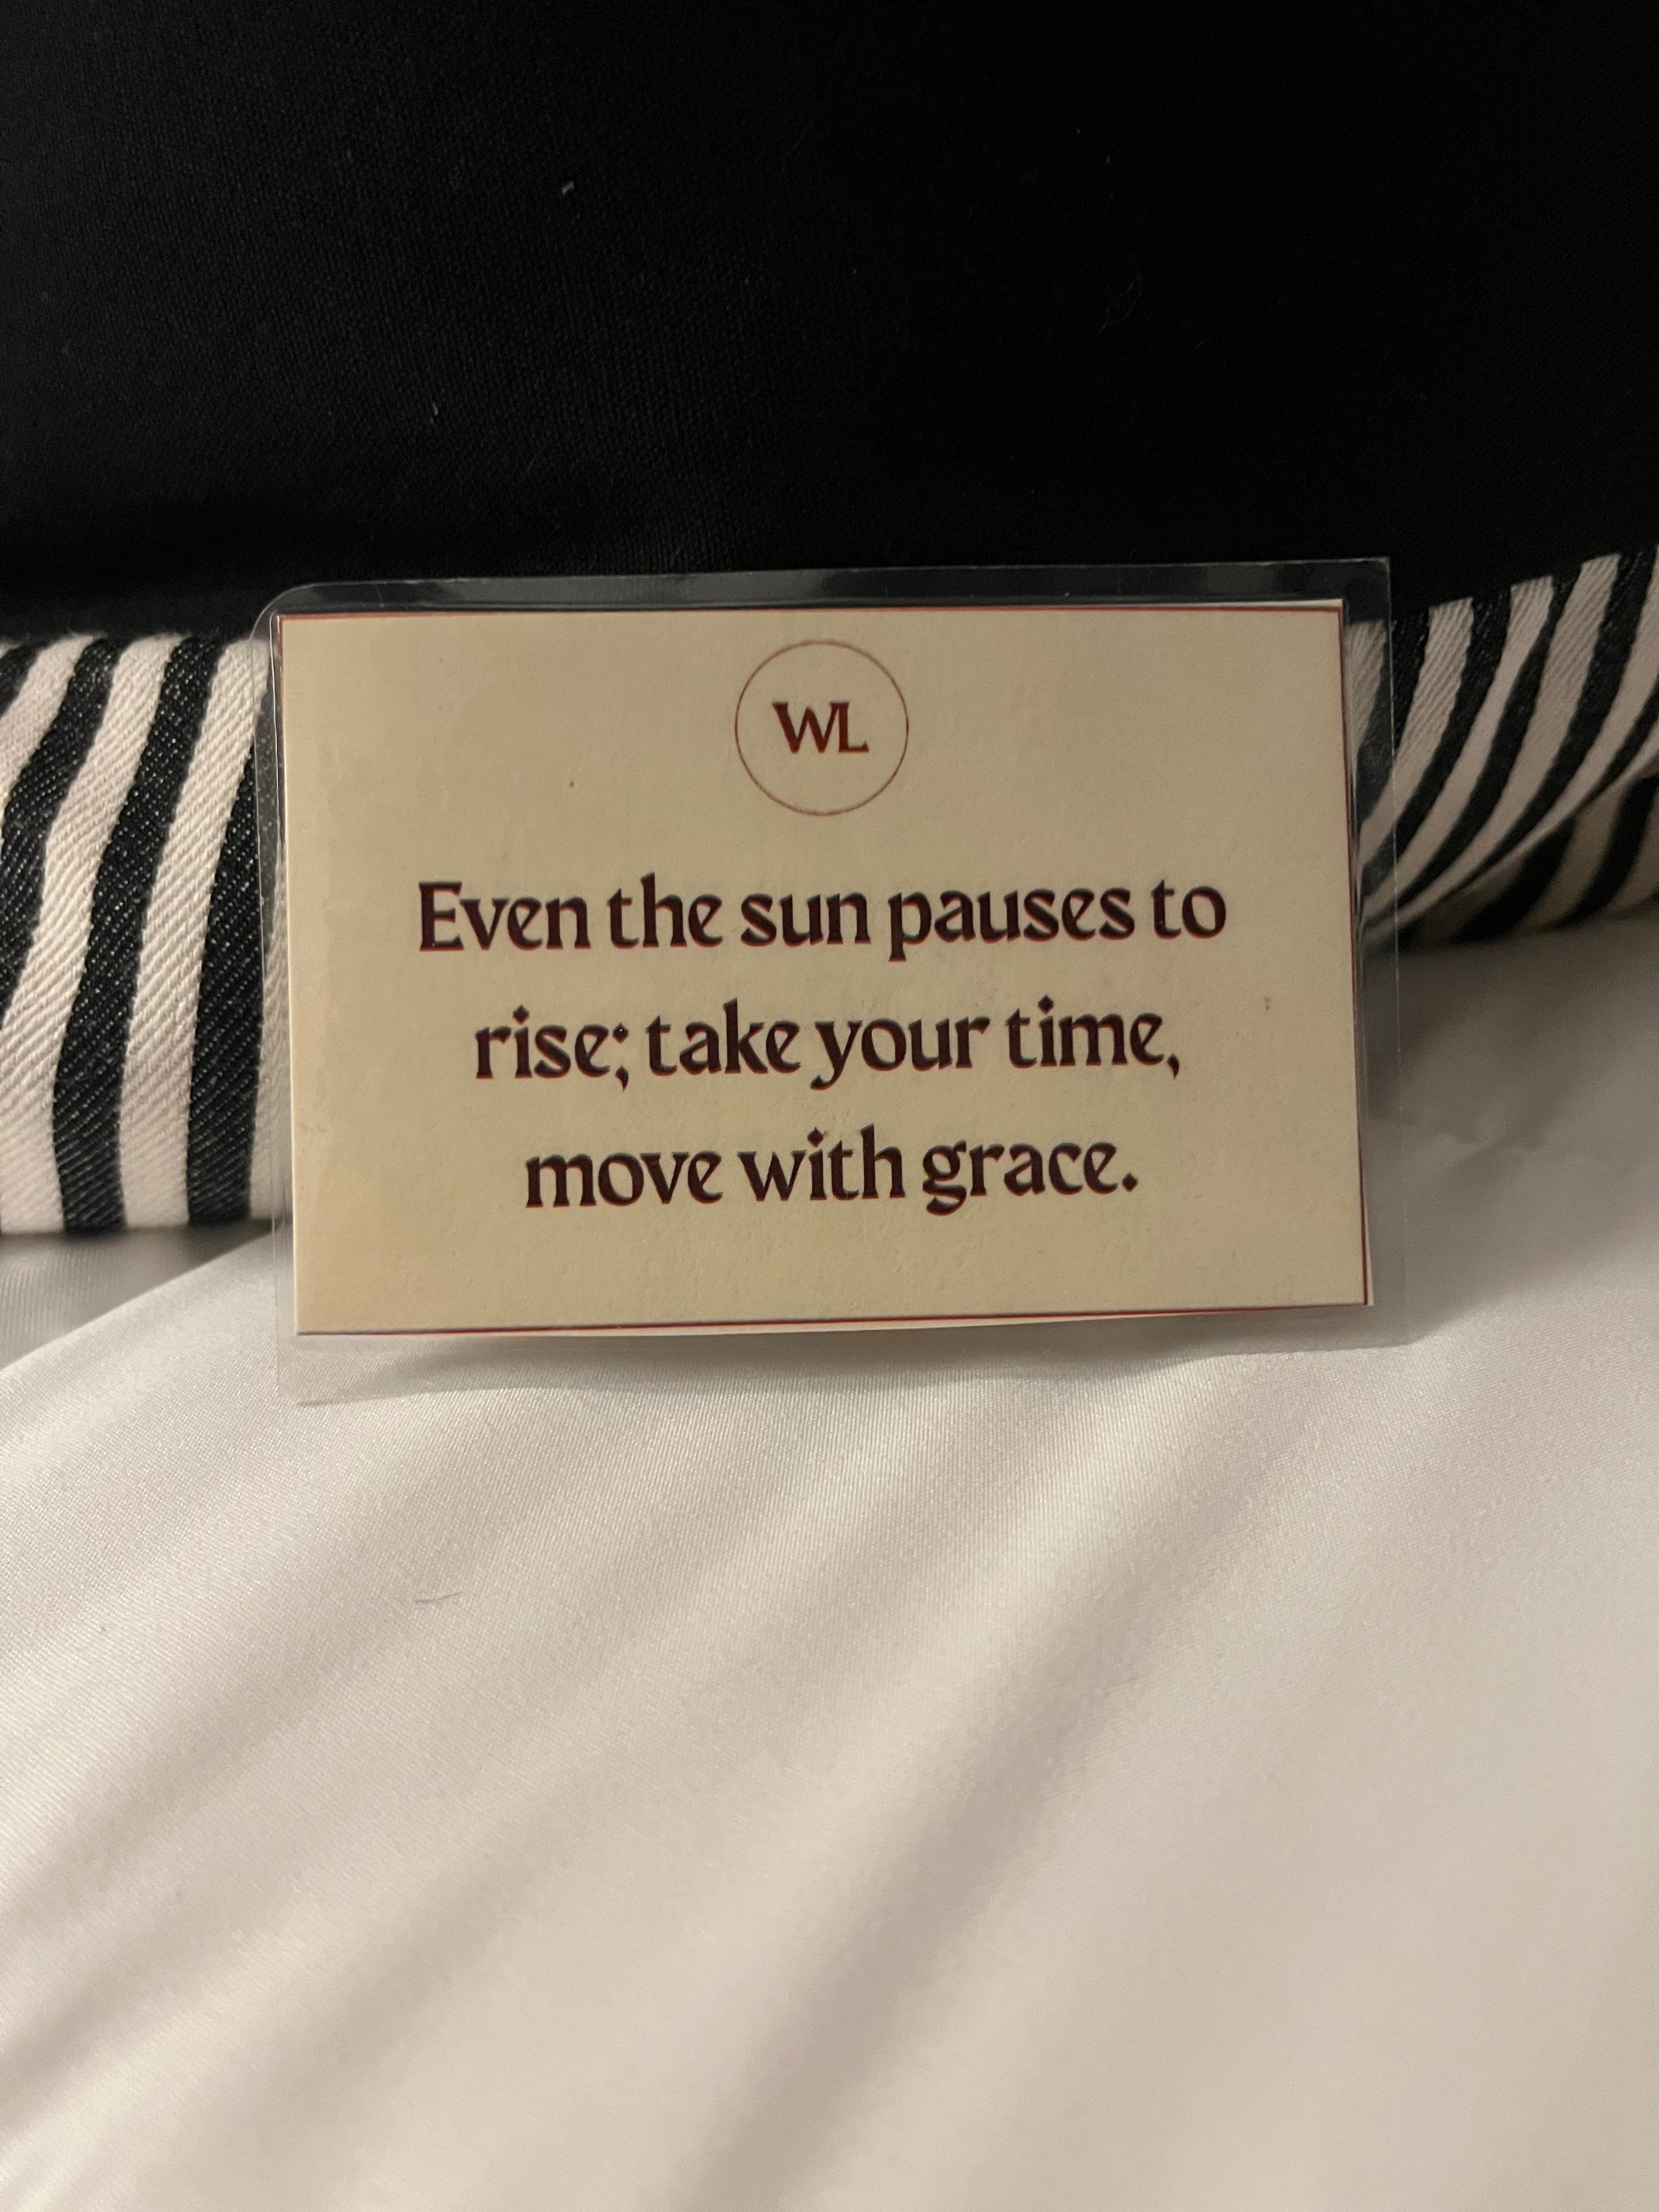 WL
Even the sun pauses to
rise; take your time,
move with grace.